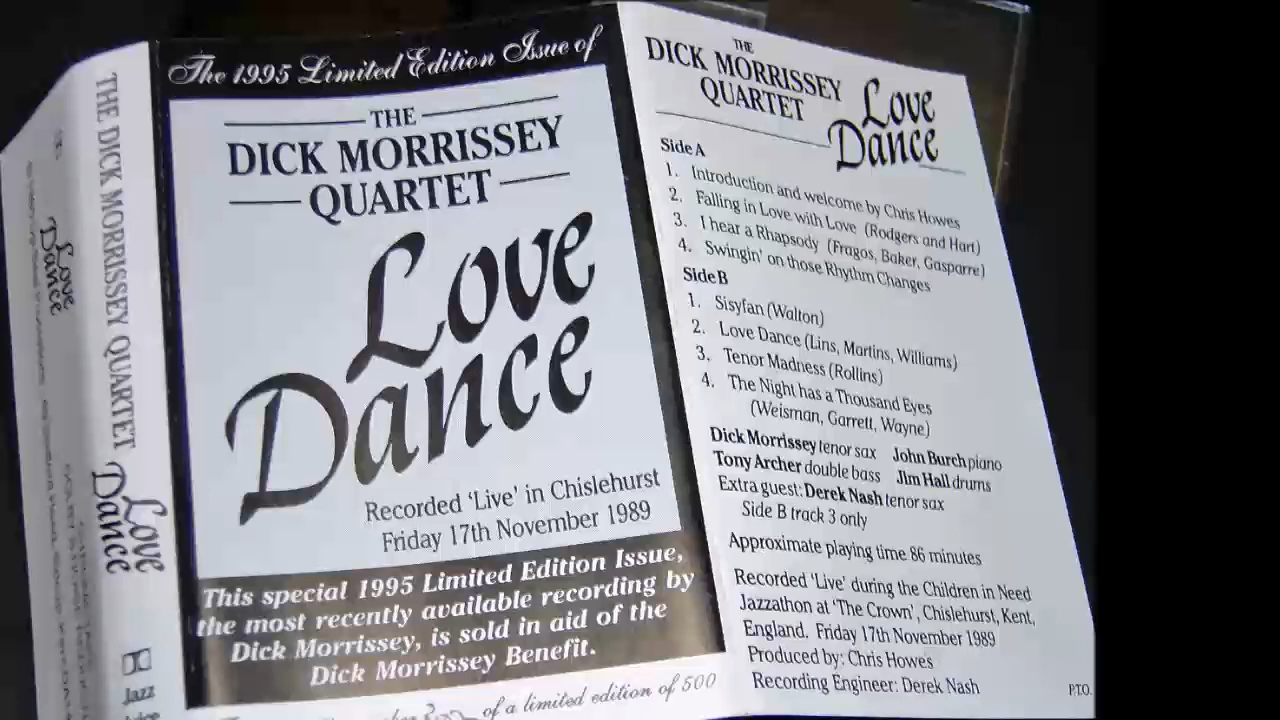 THE DICK MORRISSEY QUARTET
Love
Dance
Jazz
Love
Dance
The 1995 Limited Edition Issue of
THE
DICK MORRISSEY
QUARTET
Love
Dance
Recorded 'Live' in Chislehurst
Friday 17th November 1989
This special 1995 Limited Edition Issue,
the most recently available recording by
Dick Morrissey, is sold in aid of the
Dick Morrissey Benefit.
of a limited edition of 500
THE
DICK MORRISSEY
QUARTET
Love
Dance
Side A
1. Introduction and welcome by Chris Howes
2. Falling in Love with Love (Rodgers and Hart)
3. I hear a Rhapsody (Fragos, Baker, Gasparre)
4. Swingin' on those Rhythm Changes
Side B
1. Sisyfan (Walton)
2. Love Dance (Lins, Martins, Williams)
3. Tenor Madness (Rollins)
4. The Night has a Thousand Eyes
(Weisman, Garrett, Wayne)
Dick Morrissey tenor sax John Burch piano
Tony Archer double bass Jim Hall drums
Extra guest: Derek Nash tenor sax
Side B track 3 only
Approximate playing time 86 minutes
Recorded 'Live' during the Children in Need
Jazzathon at 'The Crown', Chislehurst, Kent,
England. Friday 17th November 1989
Produced by: Chris Howes
Recording Engineer: Derek Nash
P.T.O.